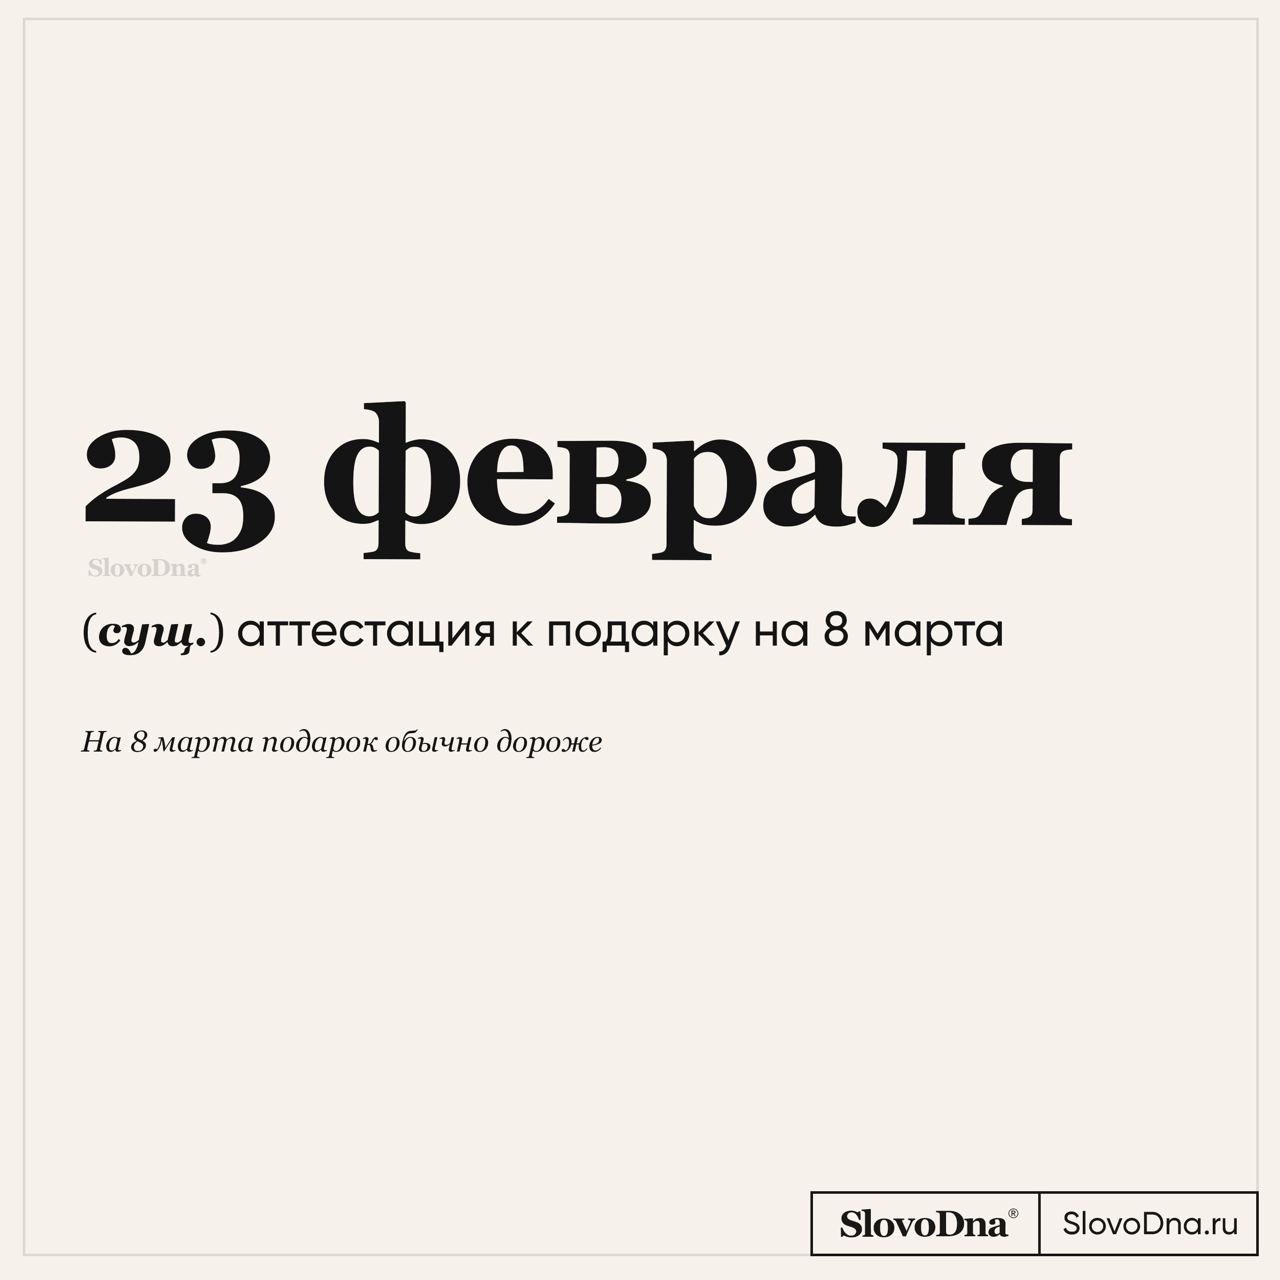 23 февраля
SlovoDna®
(сущ.) аттестация к подарку на 8 марта
На 8 марта подарок обычно дороже
SlovoDna® SlovoDna.ru